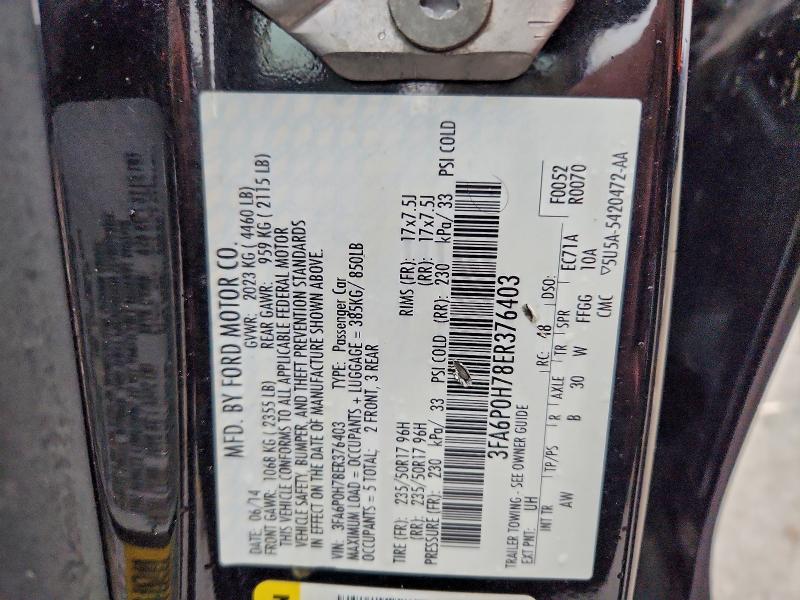 MFD. BY FORD MOTOR CO.
DATE: 06/14 GVWR: 2023 KG ( 4460 LB)
FRONT GAWR: 1068 KG ( 2355 LB) REAR GAWR: 959 KG ( 2115 LB)
THIS VEHICLE CONFORMS TO ALL APPLICABLE FEDERAL MOTOR
VEHICLE SAFETY, BUMPER, AND THEFT PREVENTION STANDARDS
IN EFFECT ON THE DATE OF MANUFACTURE SHOWN ABOVE.
VIN: 3FA6P0H78ER376403 TYPE: Passenger Car
MAXIMUM LOAD = OCCUPANTS + LUGGAGE = 385KG/ 850LB
OCCUPANTS = 5 TOTAL; 2 FRONT, 3 REAR
TIRE (FR): 235/50R17 96H RIMS (FR): 17x7.5J
(RR): 235/50R17 96H (RR): 17x7.5J
PRESSURE (FR): 230 kPa/ 33 PSI COLD (RR): 230 kPa/ 33 PSI COLD
3FA6P0H78ER376403
TRAILER TOWING - SEE OWNER GUIDE
EXT PNT: UH RC: 48 DSO: F0052
R0070
INT TR TP/PS R AXLE TR SPR EC71A
AW B 30 W FFGG 10A
CMC ▽5U5A-5420472-AA